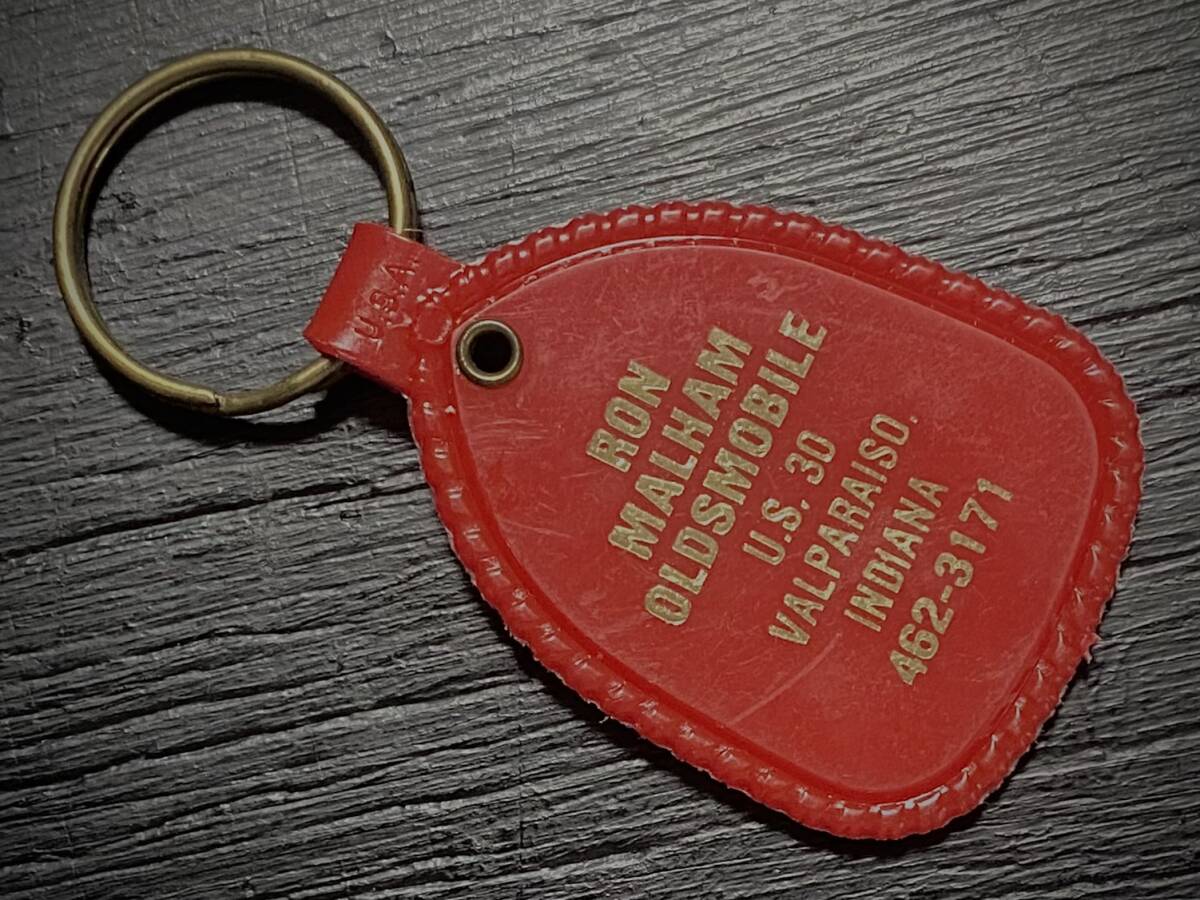 U.S.A
RON
MALHAM
OLDSMOBILE
U.S. 30
VALPARAISO.
INDIANA
462-3171